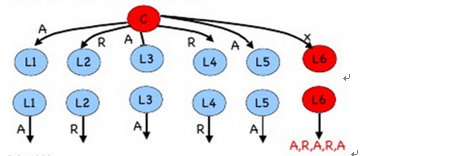 C
A R A R A x
L1 L2 L3 L4 L5 L6
L1 L2 L3 L4 L5 L6
A R A R A A,R,A,R,A